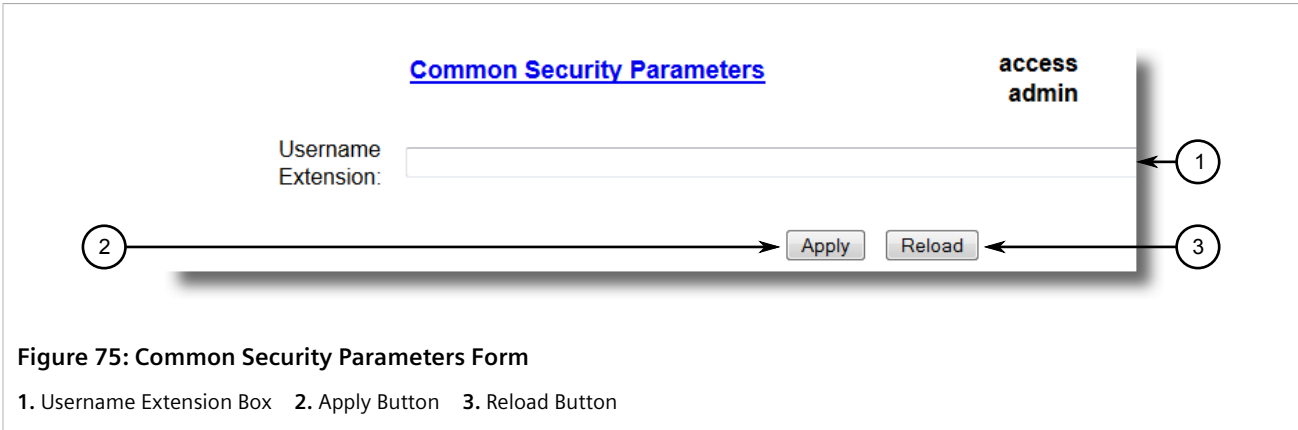 Common Security Parameters
access
admin
Username
Extension:
1
2
Apply
Reload
3
Figure 75: Common Security Parameters Form
1. Username Extension Box 2. Apply Button 3. Reload Button